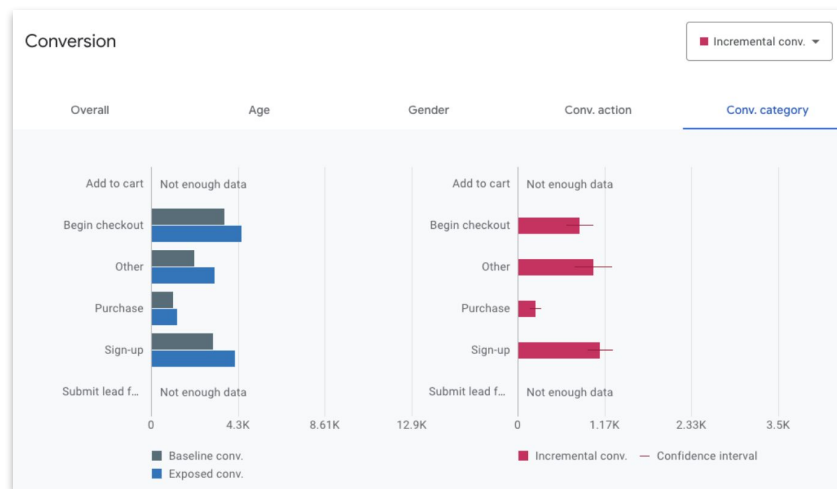 Conversion
Incremental conv.
Overall
Age
Gender
Conv. action
Conv. category
Add to cart
Not enough data
Begin checkout
Other
Purchase
Sign-up
Submit lead f...
Not enough data
0
4.3K
8.61K
12.9K
Baseline conv.
Exposed conv.
Add to cart
Not enough data
Begin checkout
Other
Purchase
Sign-up
Submit lead f...
Not enough data
0
1.17K
2.33K
3.5K
Incremental conv.
Confidence interval